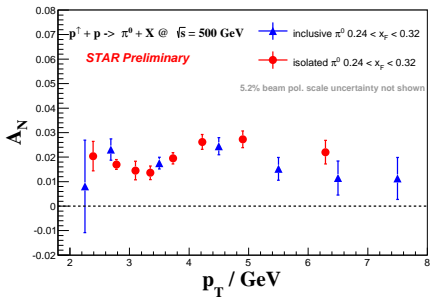 p↑ + p -> π⁰ + X @ √s = 500 GeV
STAR Preliminary
inclusive π⁰ 0.24 < x_F < 0.32
isolated π⁰ 0.24 < x_F < 0.32
5.2% beam pol. scale uncertainty not shown
A_N
0.08
0.07
0.06
0.05
0.04
0.03
0.02
0.01
0
-0.01
-0.02
2 3 4 5 6 7 8
p_T / GeV